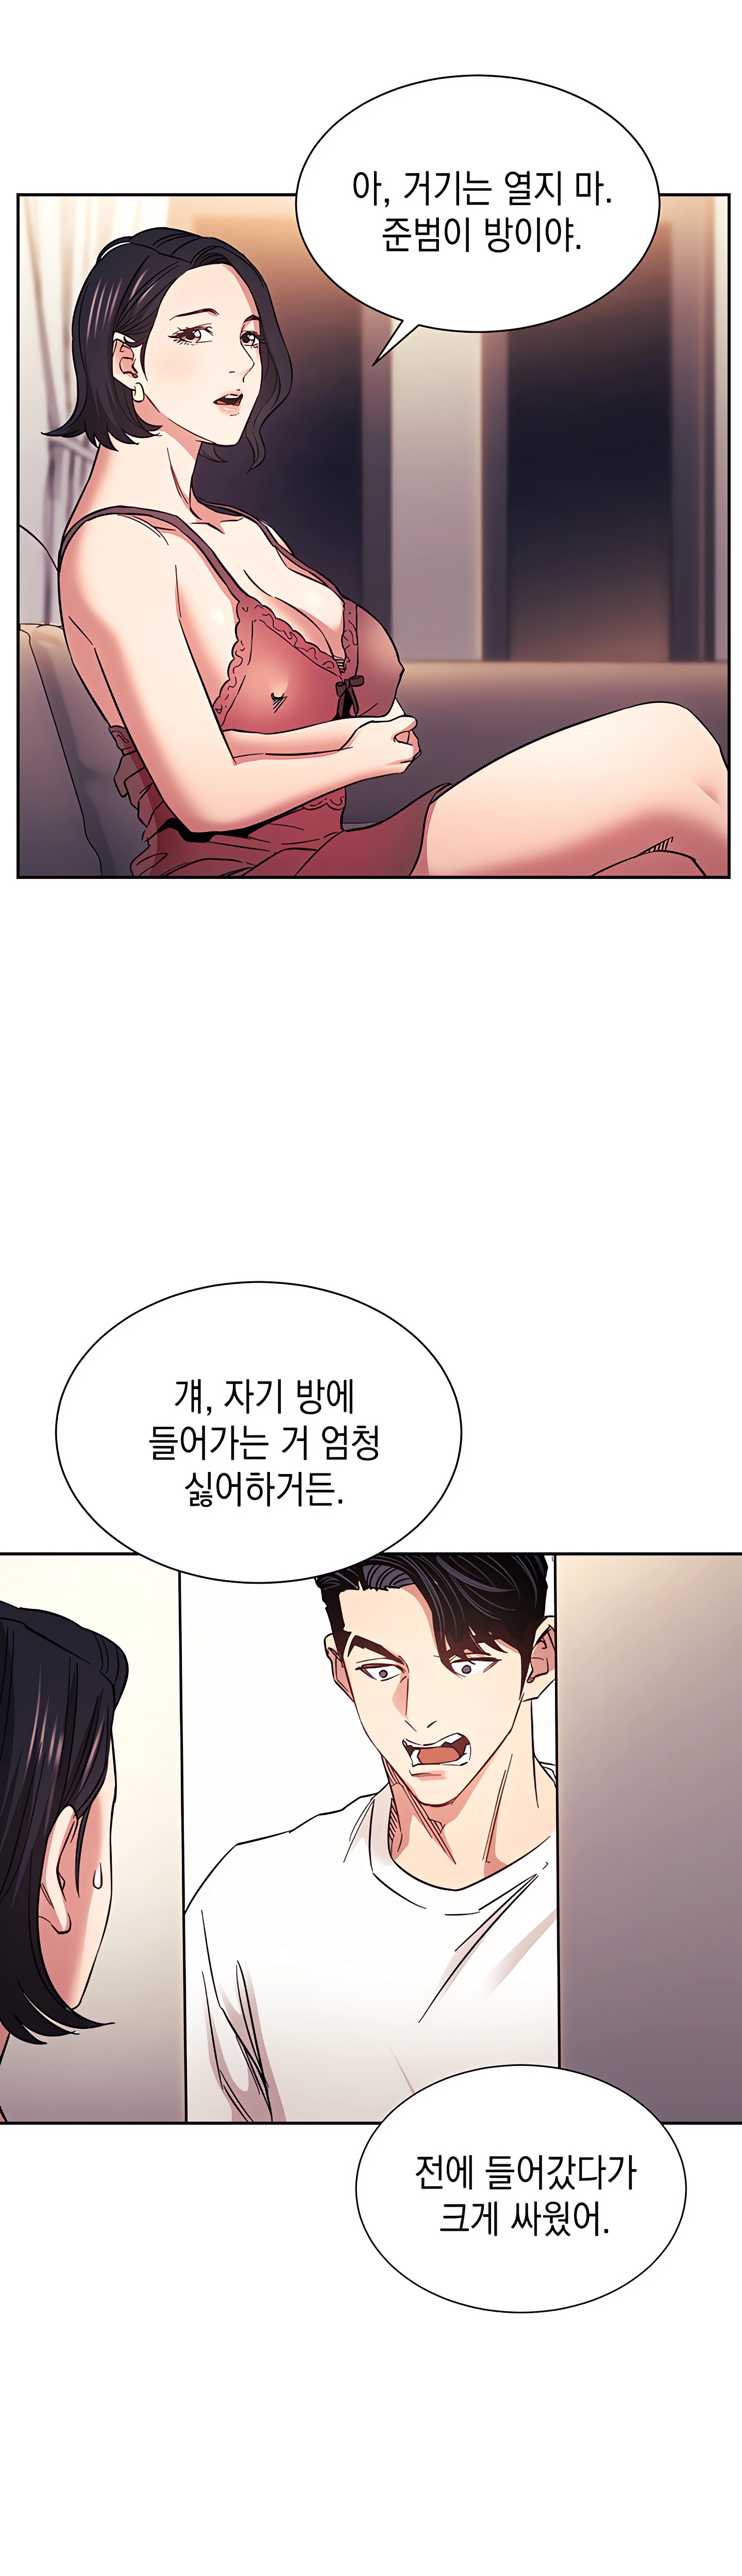 아, 거기는 열지 마.
준범이 방이야.
걔, 자기 방에
들어가는 거 엄청
싫어하거든.
전에 들어갔다가
크게 싸웠어.